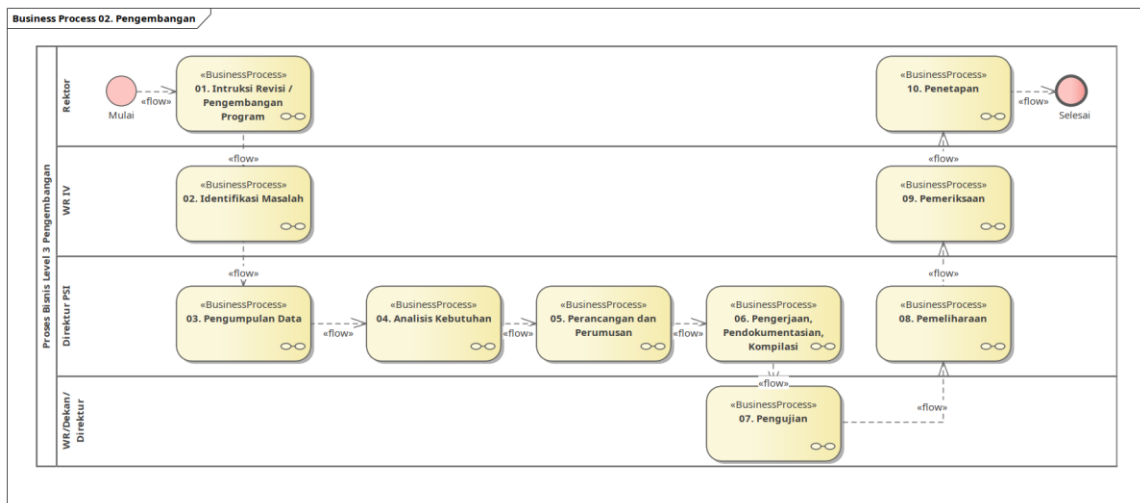 Business Process 02. Pengembangan
Proses Bisnis Level 3 Pengembangan
Rektor
Mulai
«flow»
«BusinessProcess»
01. Intruksi Revisi /
Pengembangan
Program
«BusinessProcess»
10. Penetapan
«flow»
Selesai
«flow»
«flow»
WR IV
«BusinessProcess»
02. Identifikasi Masalah
«BusinessProcess»
09. Pemeriksaan
«flow»
«flow»
Direktur PSI
«BusinessProcess»
03. Pengumpulan Data
«flow»
«BusinessProcess»
04. Analisis Kebutuhan
«flow»
«BusinessProcess»
05. Perancangan dan
Perumusan
«flow»
«BusinessProcess»
06. Pengerjaan,
Pendokumentasian,
Kompilasi
«BusinessProcess»
08. Pemeliharaan
«flow»
WR/Dekan/
Direktur
«BusinessProcess»
07. Pengujian
«flow»